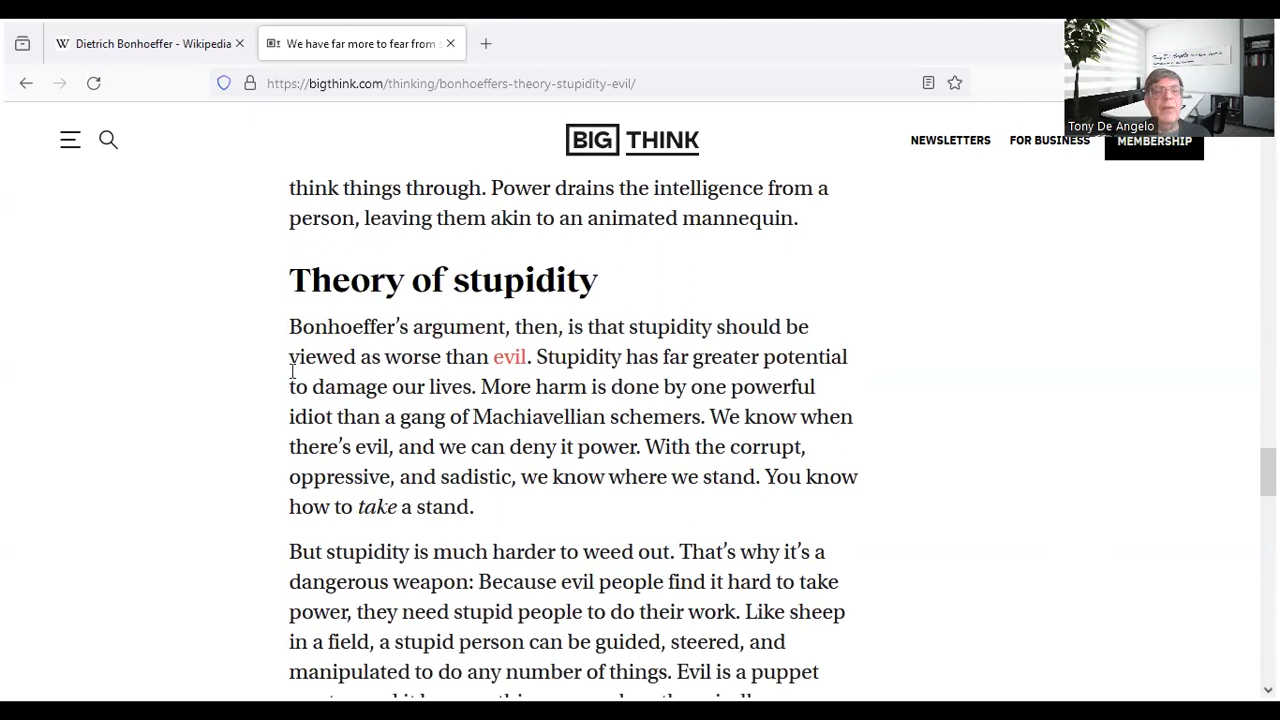 Dietrich Bonhoeffer - Wikipedia
We have far more to fear from
https://bigthink.com/thinking/bonhoeffers-theory-stupidity-evil/
BIG THINK
NEWSLETTERS
FOR BUSINESS
MEMBERSHIP
Tony De Angelo
think things through. Power drains the intelligence from a
person, leaving them akin to an animated mannequin.
Theory of stupidity
Bonhoeffer’s argument, then, is that stupidity should be
viewed as worse than evil. Stupidity has far greater potential
to damage our lives. More harm is done by one powerful
idiot than a gang of Machiavellian schemers. We know when
there’s evil, and we can deny it power. With the corrupt,
oppressive, and sadistic, we know where we stand. You know
how to take a stand.
But stupidity is much harder to weed out. That’s why it’s a
dangerous weapon: Because evil people find it hard to take
power, they need stupid people to do their work. Like sheep
in a field, a stupid person can be guided, steered, and
manipulated to do any number of things. Evil is a puppet